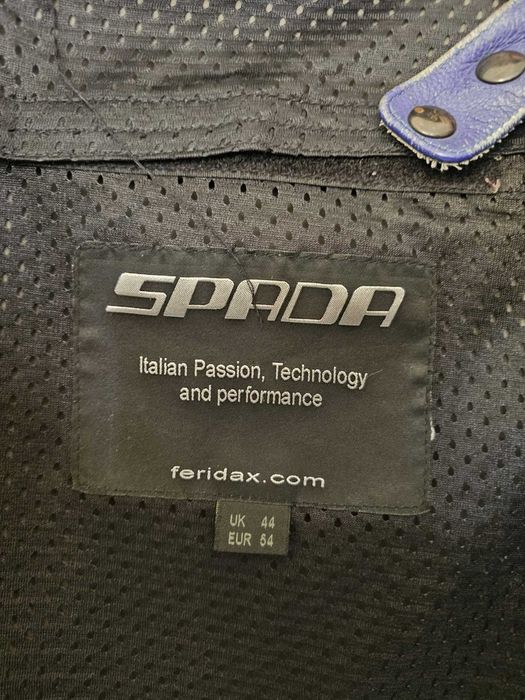 SPADA
Italian Passion, Technology
and performance
feridax.com
UK 44
EUR 54